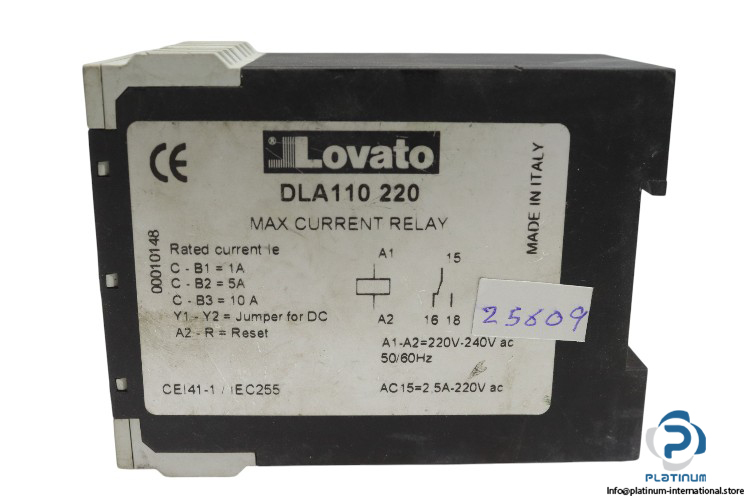 CE
® Lovato
DLA110 220
MAX CURRENT RELAY
MADE IN ITALY
00010148
Rated current Ie
C - B1 = 1A
C - B2 = 5A
C - B3 = 10 A
Y1 - Y2 = Jumper for DC
A2 - R = Reset
A1
15
A2
16 18
25809
A1-A2=220V-240V ac
50/60Hz
CEI41-1 / IEC255
AC15=2.5A-220V ac
PLATINUM
info@platinum-international.store